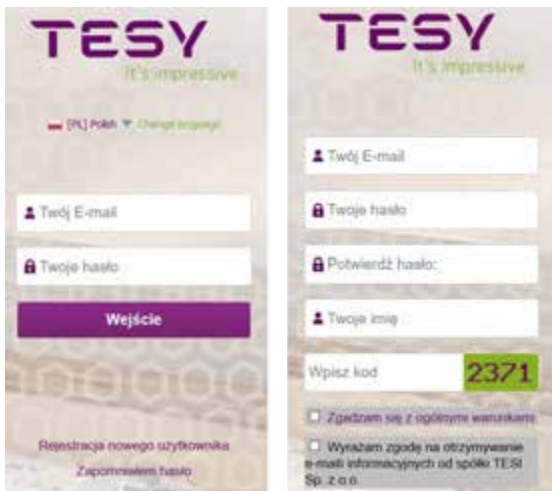 TESY
It's impressive
[PL] Polish Change language
Twój E-mail
Twoje hasło
Wejście
Rejestracja nowego użytkownika
Zapomniałem hasło
TESY
It's impressive
Twój E-mail
Twoje hasło
Potwierdź hasło:
Twoje imię
Wpisz kod
2371
Zgadzam się z ogólnymi warunkami
Wyrażam zgodę na otrzymywanie
e-maili informacyjnych od spółki TESI
Sp. z o.o.